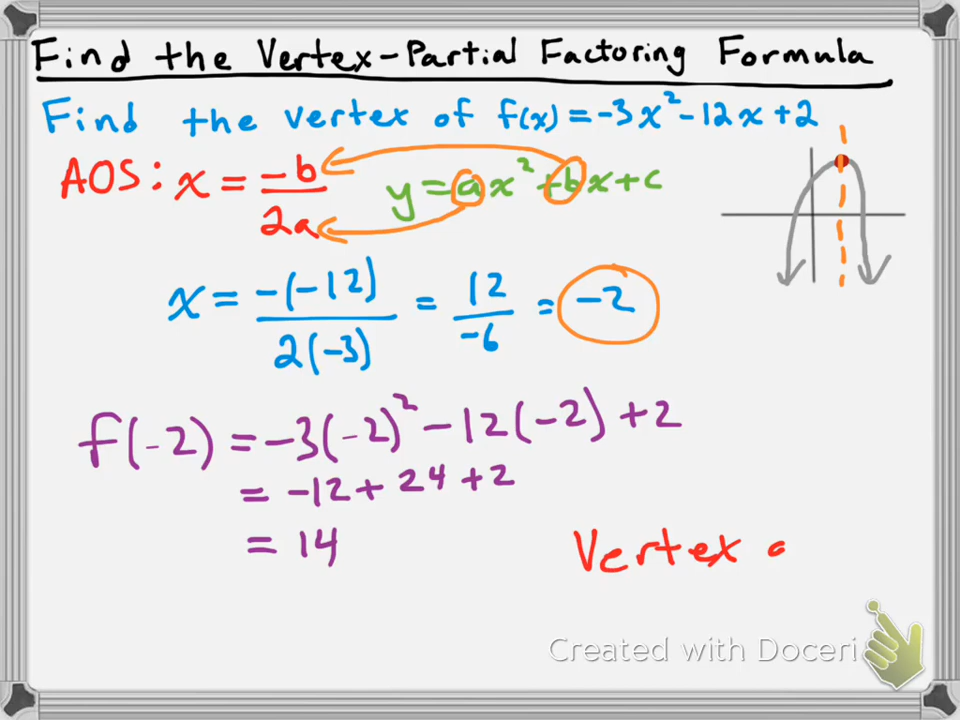 Find the Vertex-Partial Factoring Formula
Find the vertex of f(x)=-3x²-12x+2
AOS: x = -b/2a y=ax²+bx+c
x = -(-12)/2(-3) = 12/-6 = -2
f(-2) = -3(-2)²-12(-2)+2
= -12+24+2
= 14
Vertex
Created with Doceri